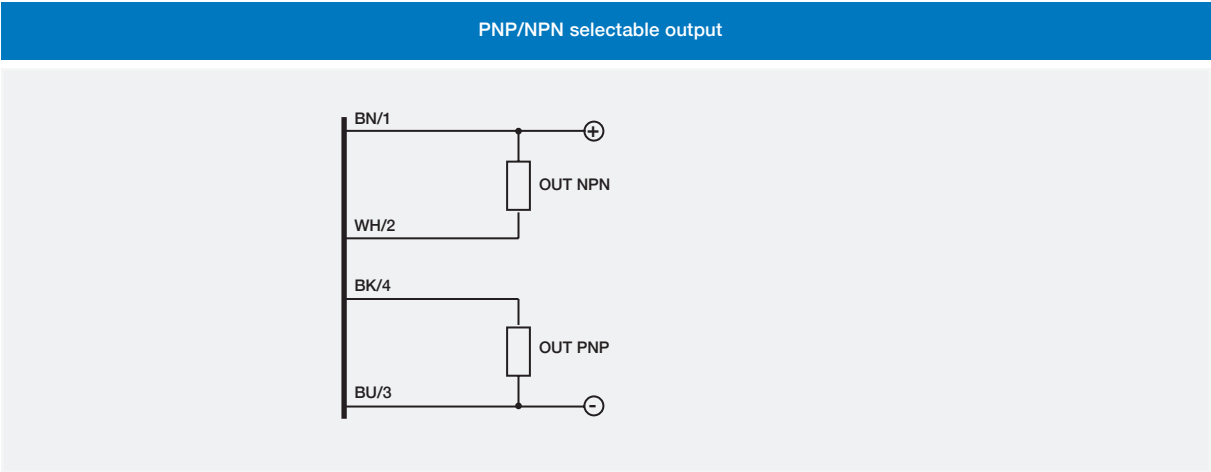 PNP/NPN selectable output
BN/1
+
OUT NPN
WH/2
BK/4
OUT PNP
BU/3
-